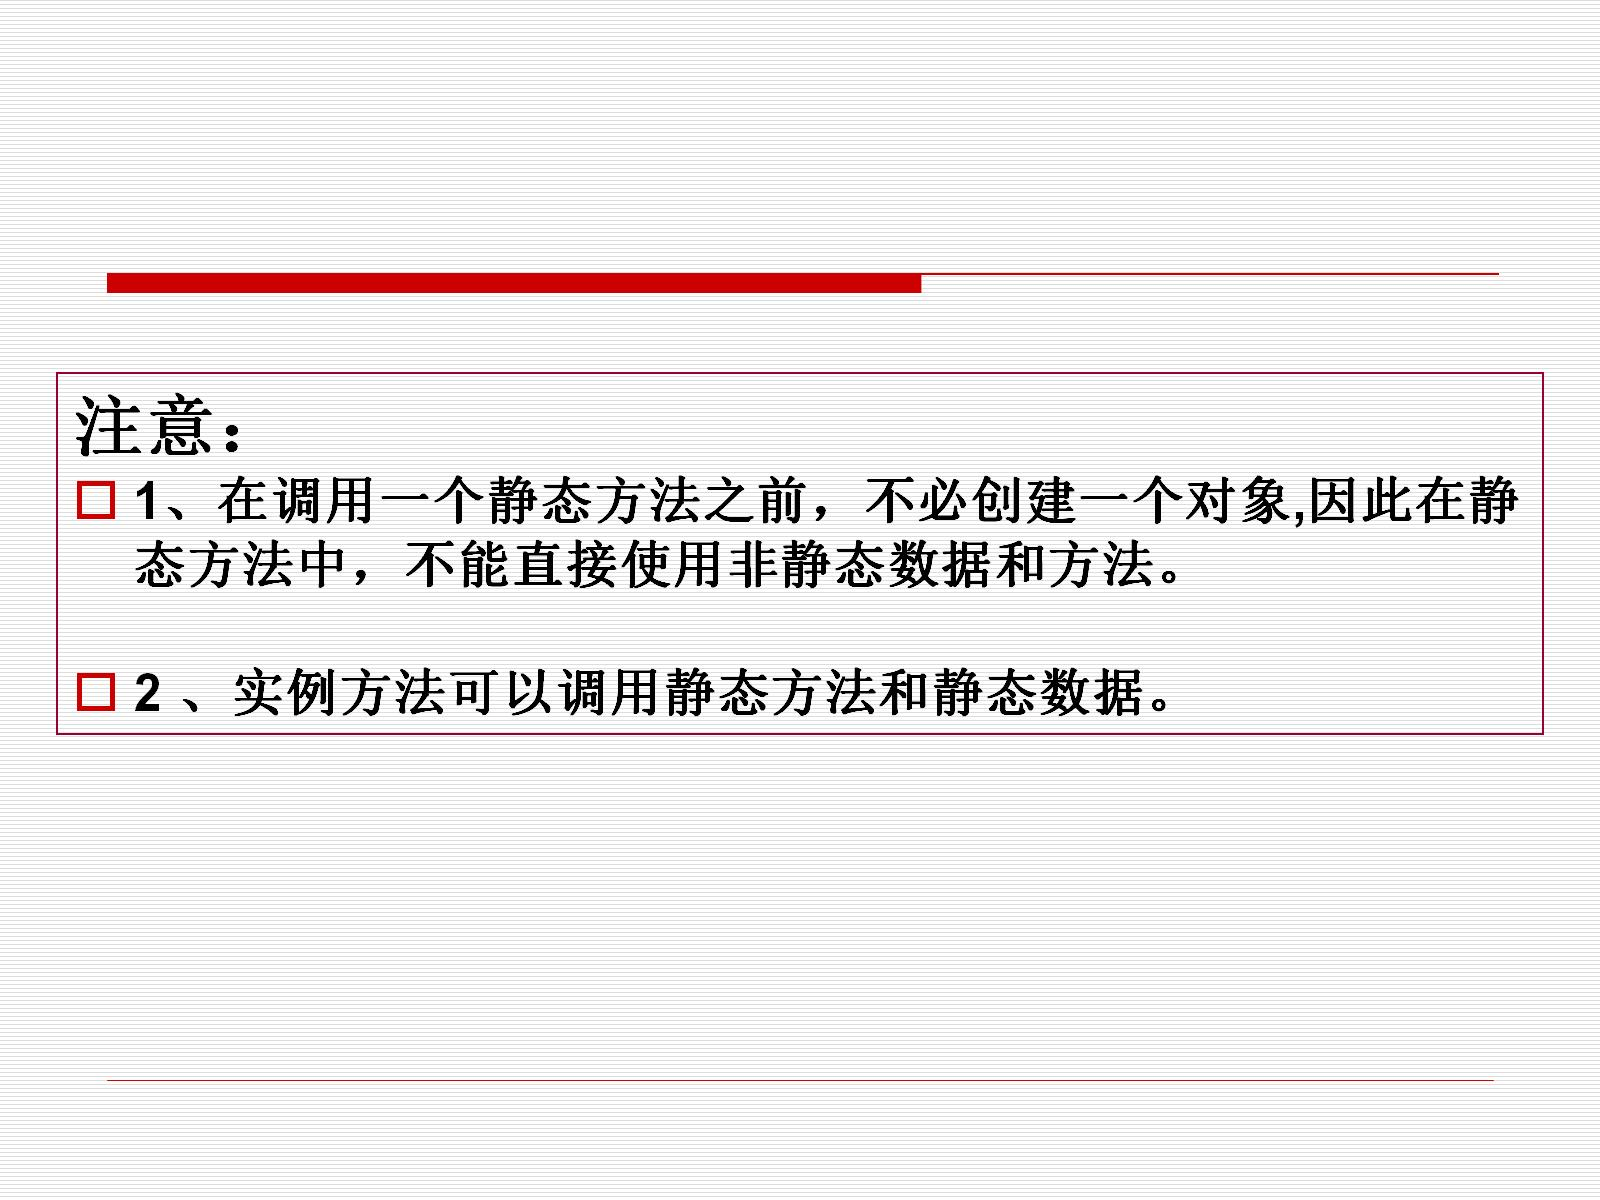 注意：
1、在调用一个静态方法之前，不必创建一个对象,因此在静
态方法中，不能直接使用非静态数据和方法。
2 、实例方法可以调用静态方法和静态数据。